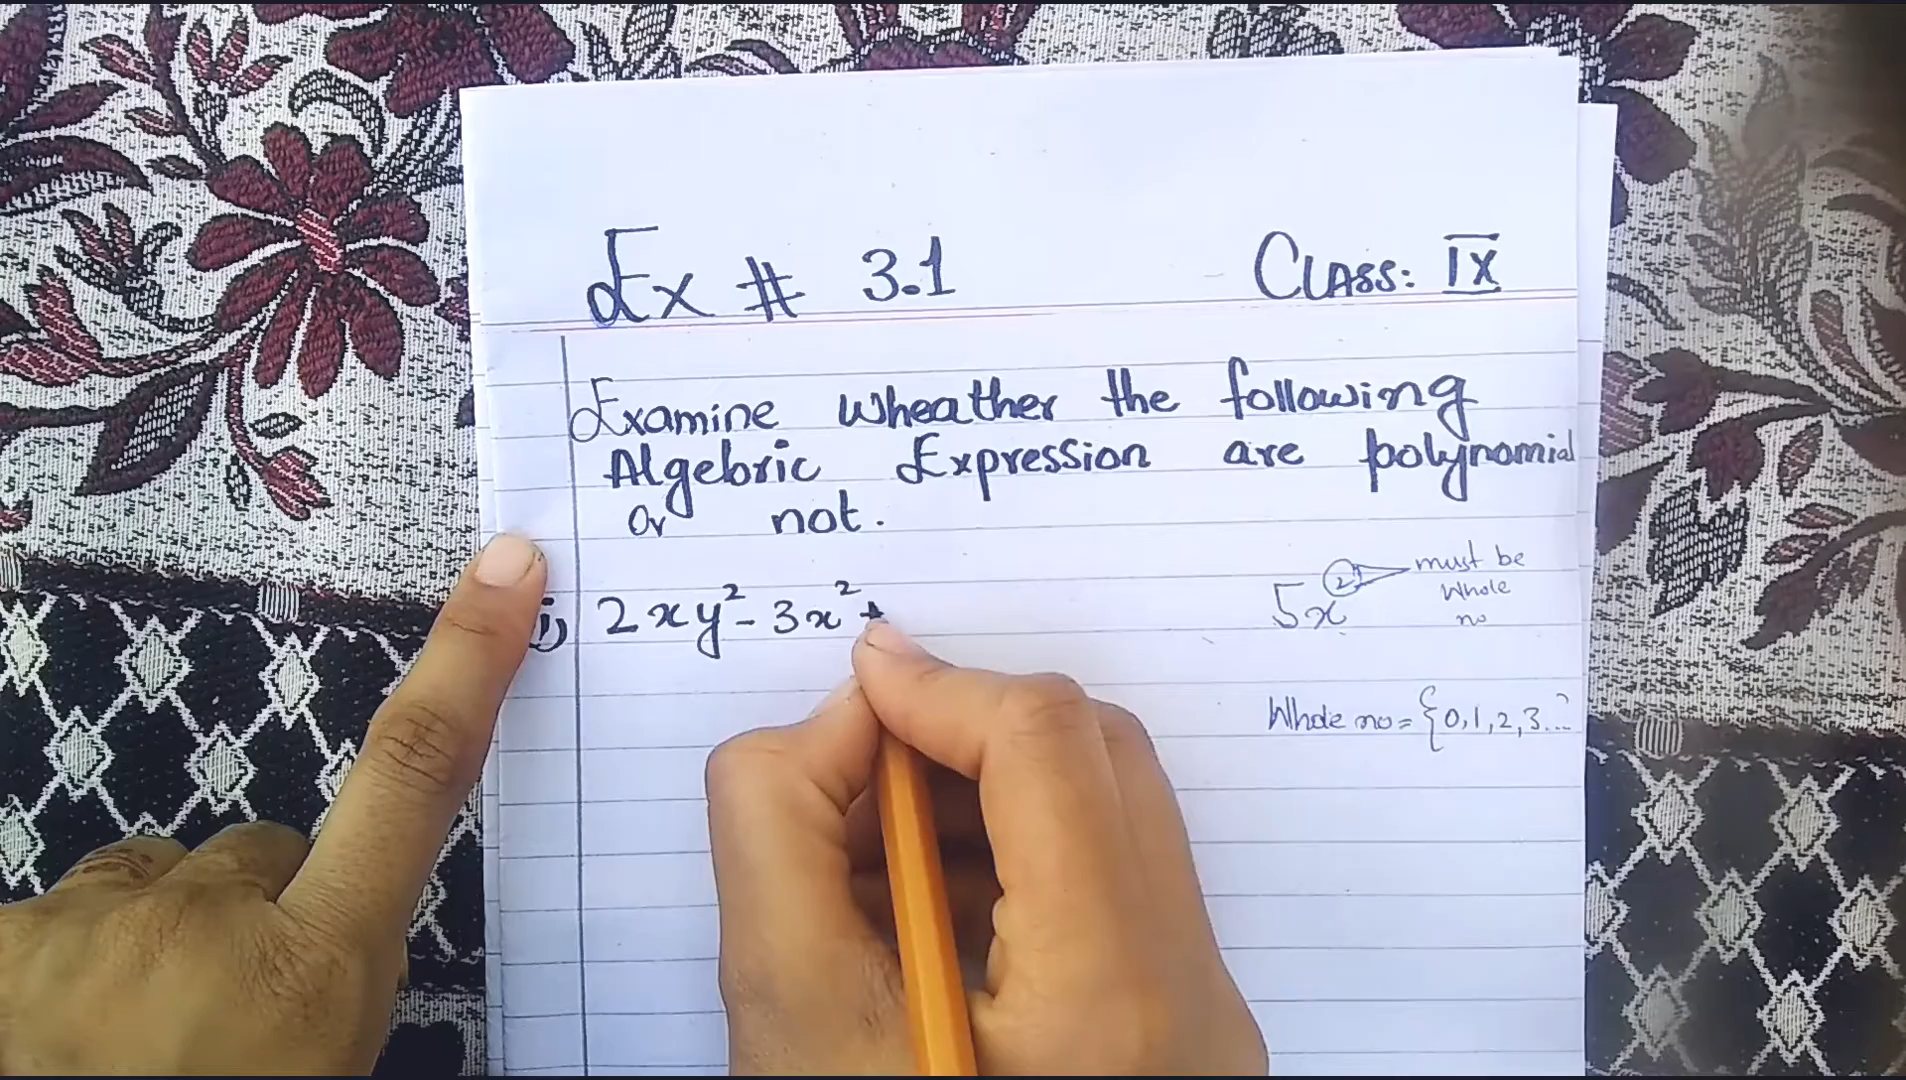 Ex # 3.1 CLASS: IX
Examine wheather the following
Algebric Expression are polynomial
Or not.
i) 2xy² - 3x² +
5x² must be
whole
no
Whole no = {0,1,2,3...